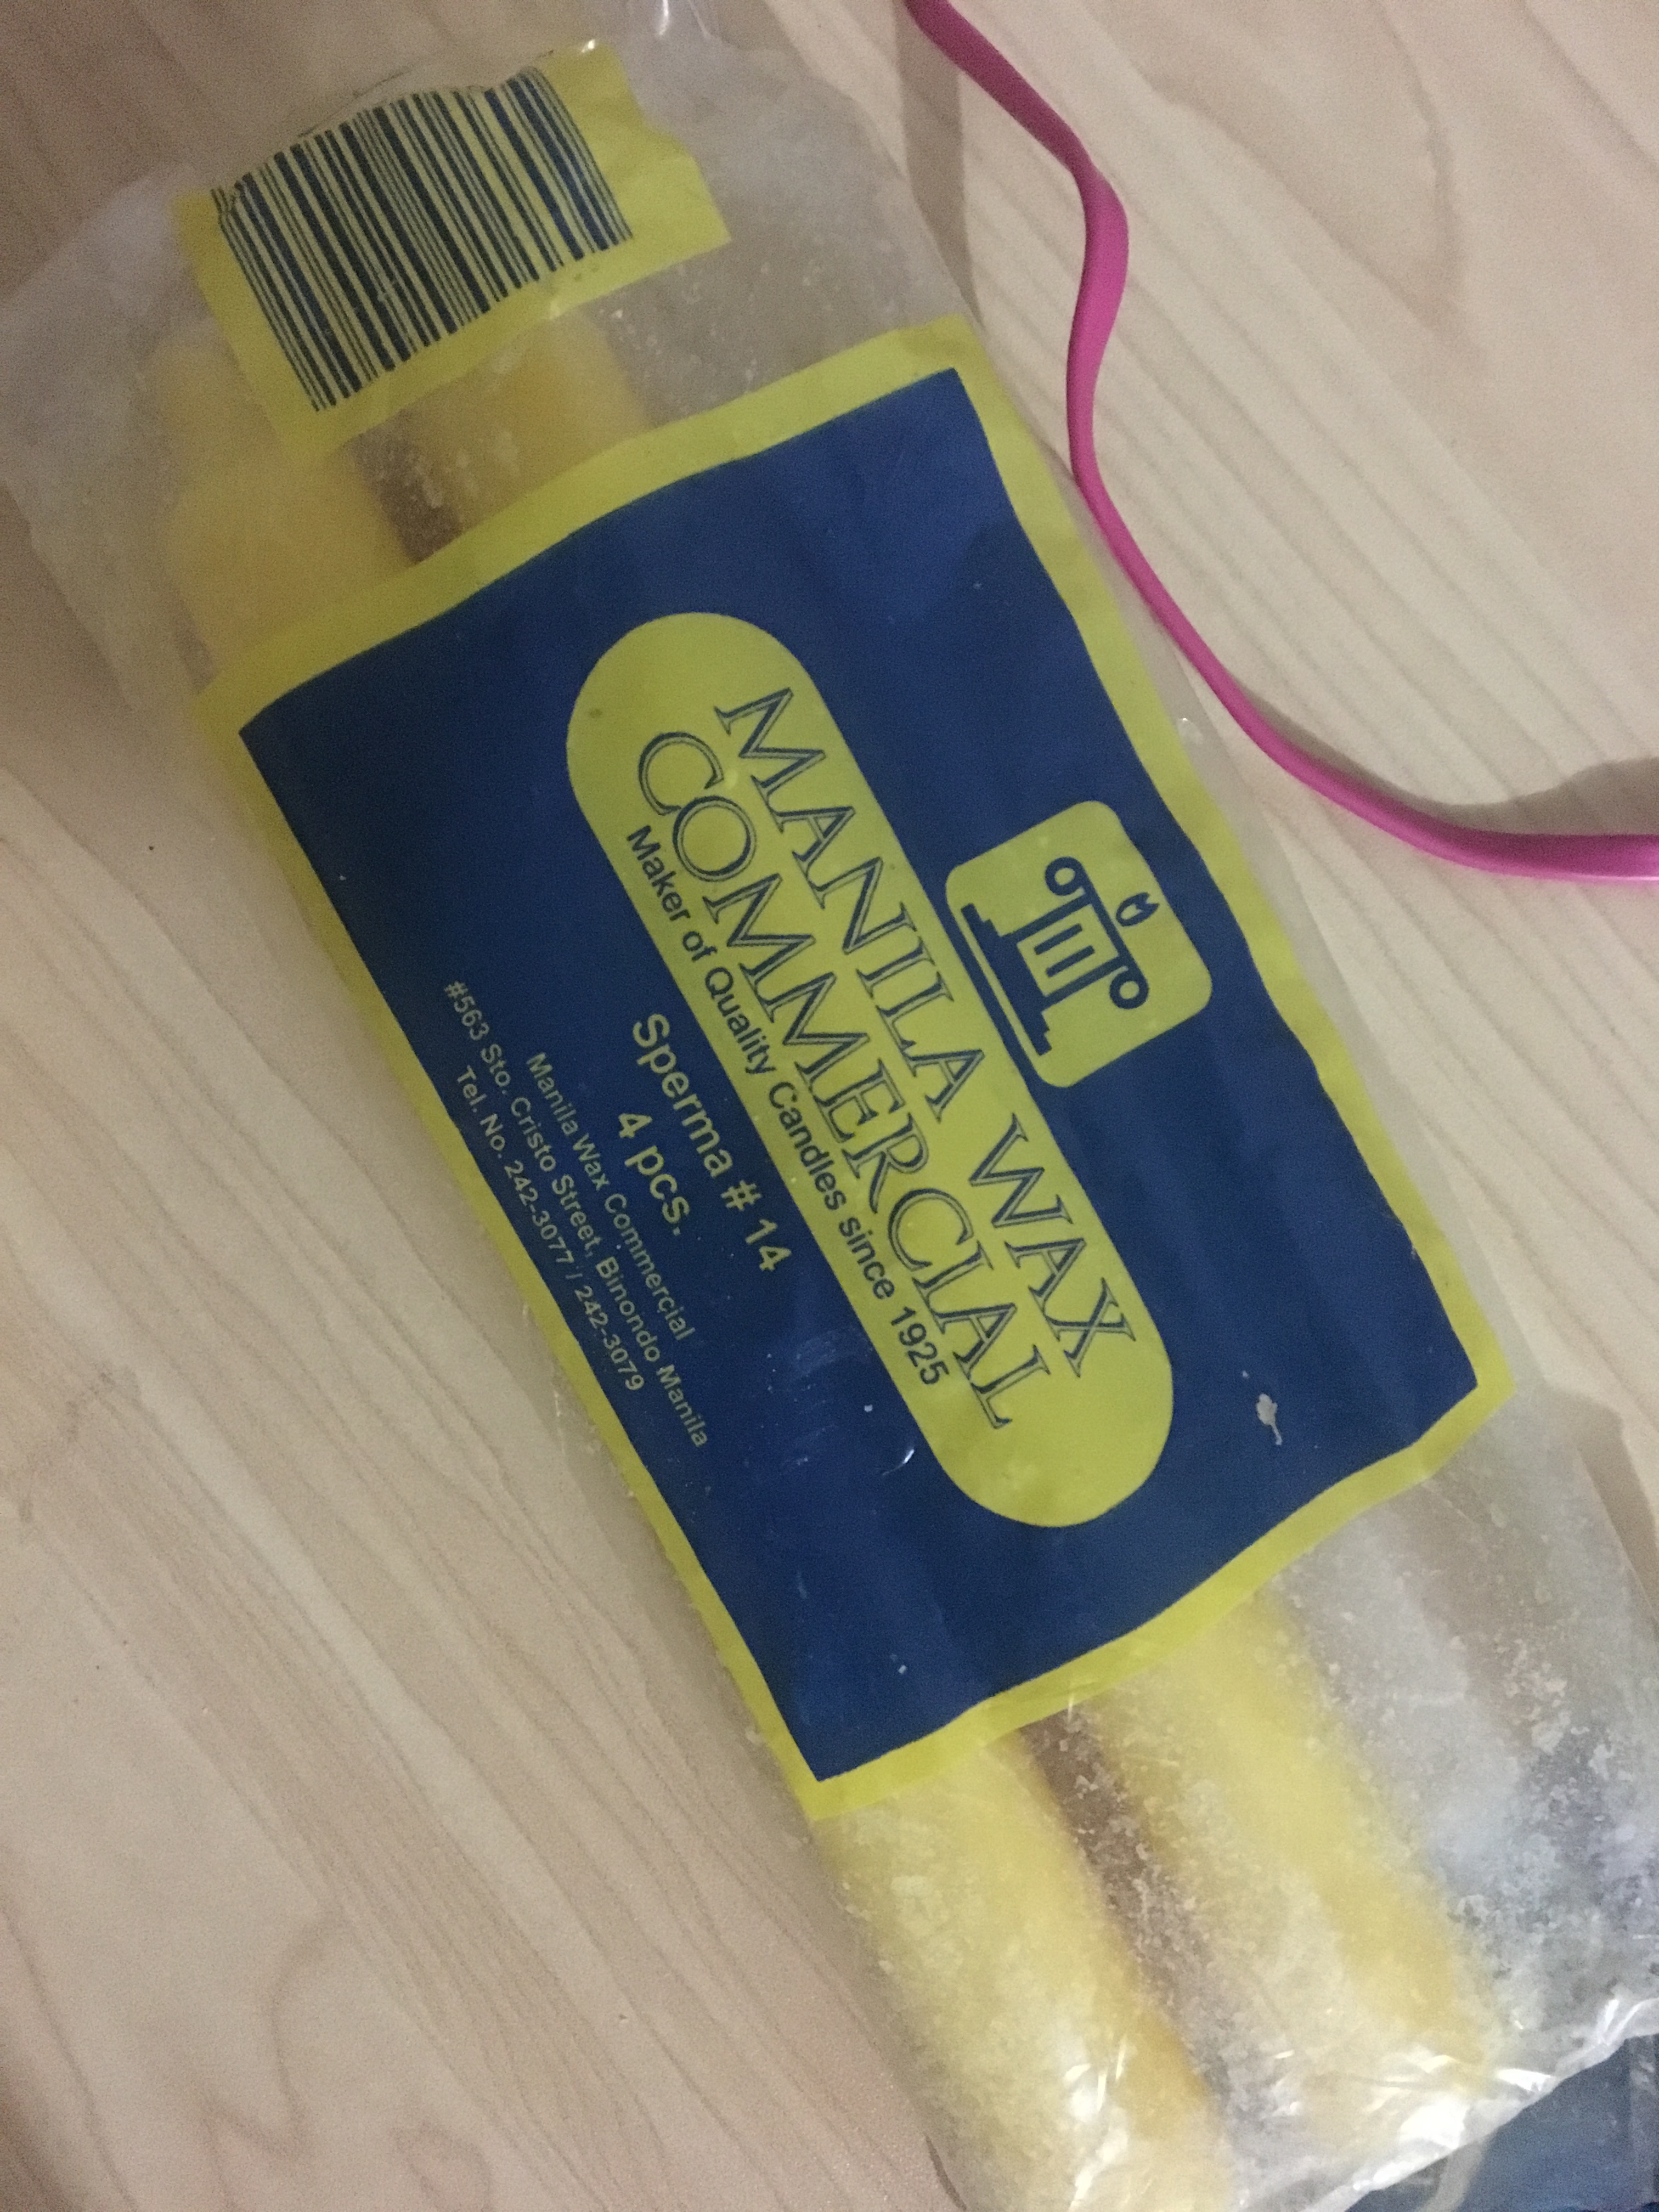 MANILA WAX
COMMERCIAL
Maker of Quality Candles since 1925
Sperma # 14
4 pcs.
Manila Wax Commercial
#563 Sto. Cristo Street, Binondo Manila
Tel. No. 242-3077 / 242-3079